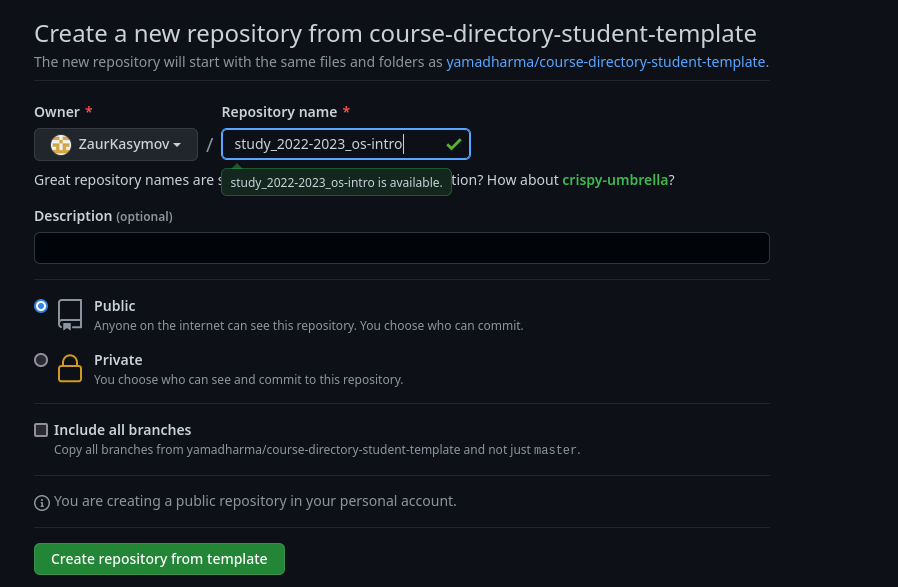 Create a new repository from course-directory-student-template
The new repository will start with the same files and folders as yamadharma/course-directory-student-template.
Owner * Repository name *
ZaurKasymov / study_2022-2023_os-intro
Great repository names are tion? How about crispy-umbrella?
study_2022-2023_os-intro is available.
Description (optional)
Public
Anyone on the internet can see this repository. You choose who can commit.
Private
You choose who can see and commit to this repository.
Include all branches
Copy all branches from yamadharma/course-directory-student-template and not just master.
You are creating a public repository in your personal account.
Create repository from template